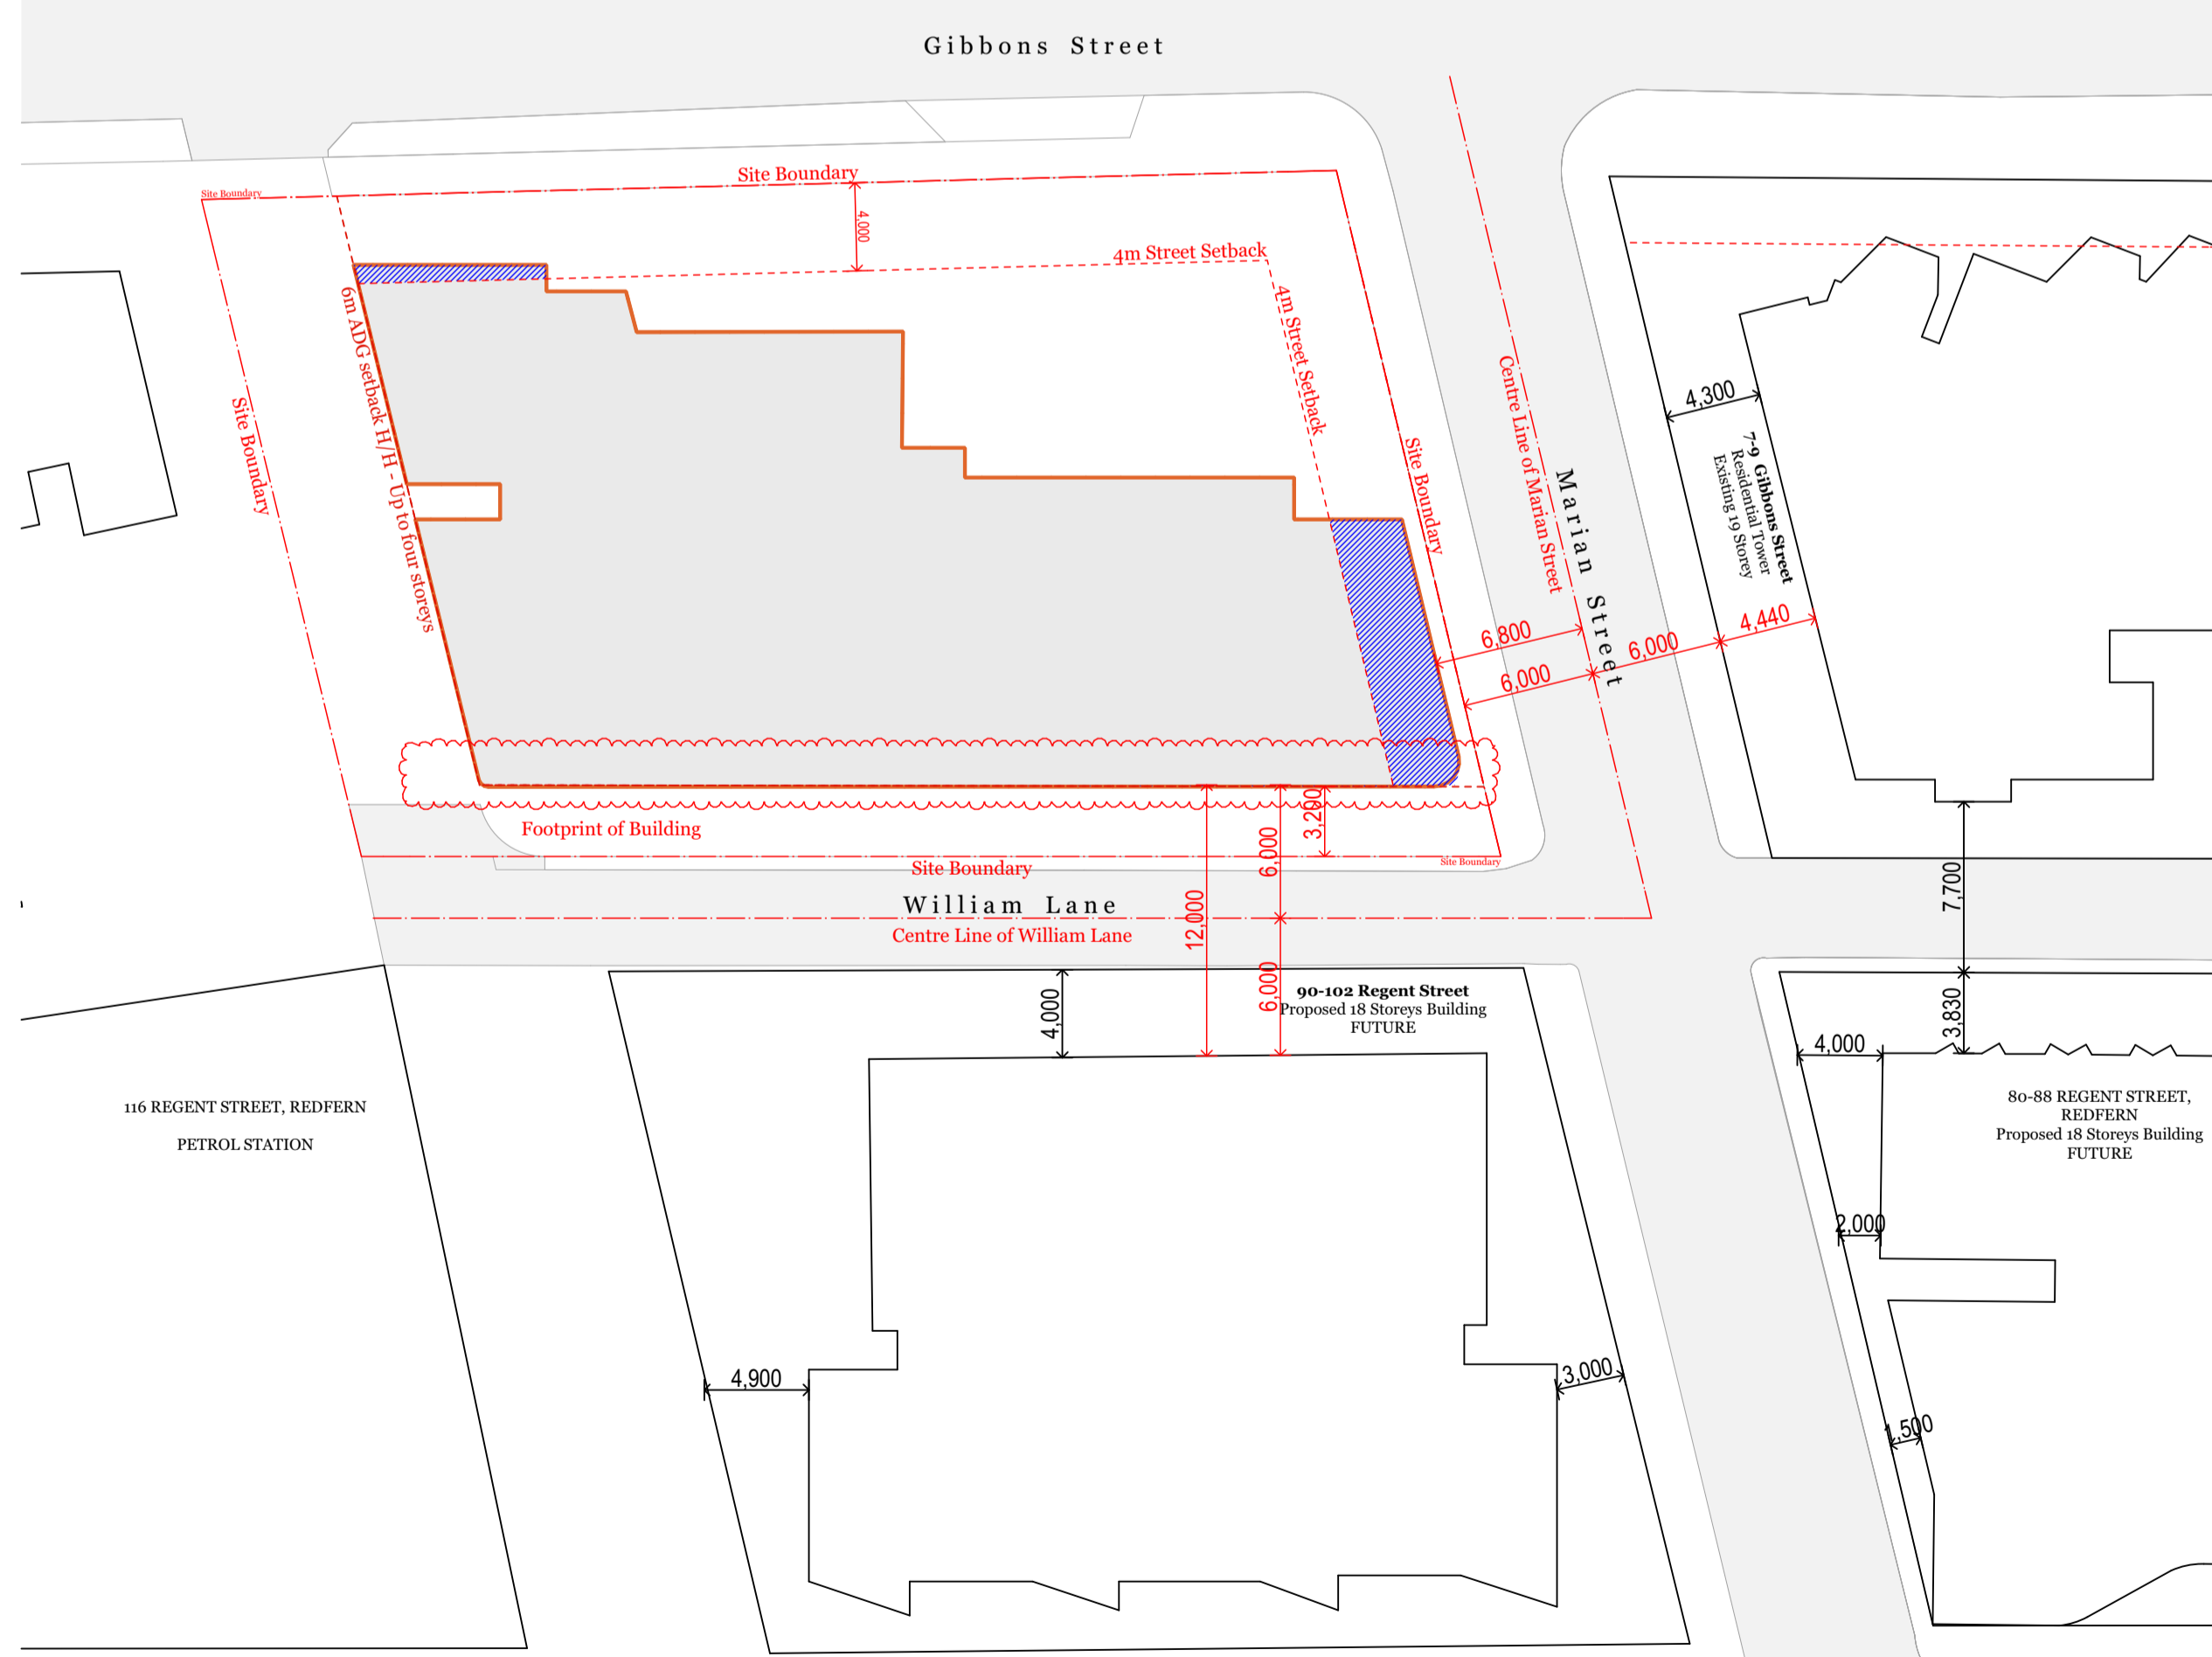 Gibbons Street
Site Boundary
Site Boundary
4,000
4m Street Setback
4m Street Setback
6m ADG setback H/H - Up to four storeys
Site Boundary
Site Boundary
Centre Line of Marian Street
Marian Street
4,300
7-9 Gibbons Street
Residential Tower
Existing 19 Storey
6,800
6,000
6,000
4,440
Footprint of Building
3,200
6,000
12,000
6,000
Site Boundary
Site Boundary
William Lane
Centre Line of William Lane
7,700
3,830
4,000
90-102 Regent Street
Proposed 18 Storeys Building
FUTURE
4,000
116 REGENT STREET, REDFERN
PETROL STATION
80-88 REGENT STREET,
REDFERN
Proposed 18 Storeys Building
FUTURE
2,000
4,900
3,000
1,500